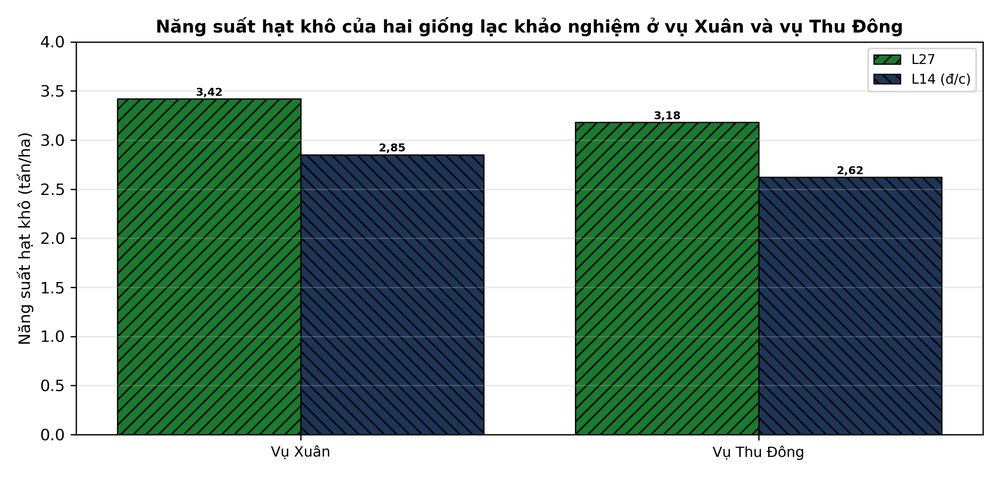 Năng suất hạt khô của hai giống lạc khảo nghiệm ở vụ Xuân và vụ Thu Đông
Năng suất hạt khô (tấn/ha)
4.0
3.5
3.0
2.5
2.0
1.5
1.0
0.5
0.0
3,42
2,85
3,18
2,62
L27
L14 (đ/c)
Vụ Xuân
Vụ Thu Đông